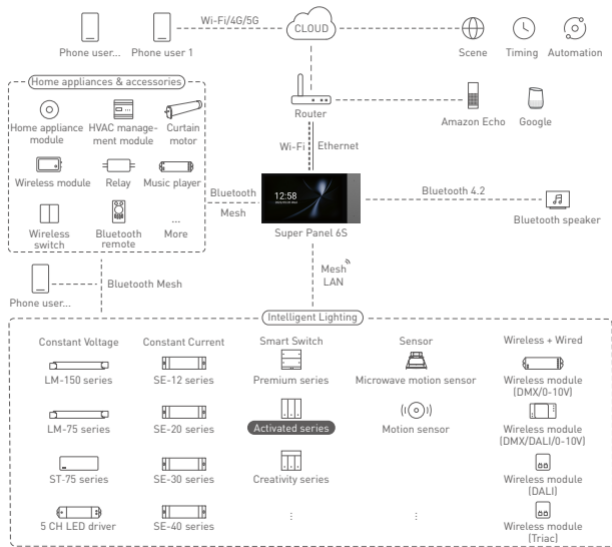 Wi-Fi/4G/5G
CLOUD
Phone user...
Phone user 1
Scene
Timing
Automation
Home appliances & accessories
Router
Amazon Echo
Google
Home appliance
module
HVAC manage-
ment module
Curtain
motor
Wi-Fi
Ethernet
Wireless module
Relay
Music player
Bluetooth
Mesh
12:58
Bluetooth 4.2
Super Panel 6S
Bluetooth speaker
Wireless
switch
Bluetooth
remote
...
More
Phone user...
Bluetooth Mesh
Mesh
LAN
Intelligent Lighting
Constant Voltage
Constant Current
Smart Switch
Sensor
Wireless + Wired
LM-150 series
SE-12 series
Premium series
Microwave motion sensor
Wireless module
(DMX/0-10V)
LM-75 series
SE-20 series
Activated series
Motion sensor
Wireless module
(DMX/DALI/0-10V)
ST-75 series
SE-30 series
Creativity series
Wireless module
(DALI)
5 CH LED driver
SE-40 series
Wireless module
(Triac)